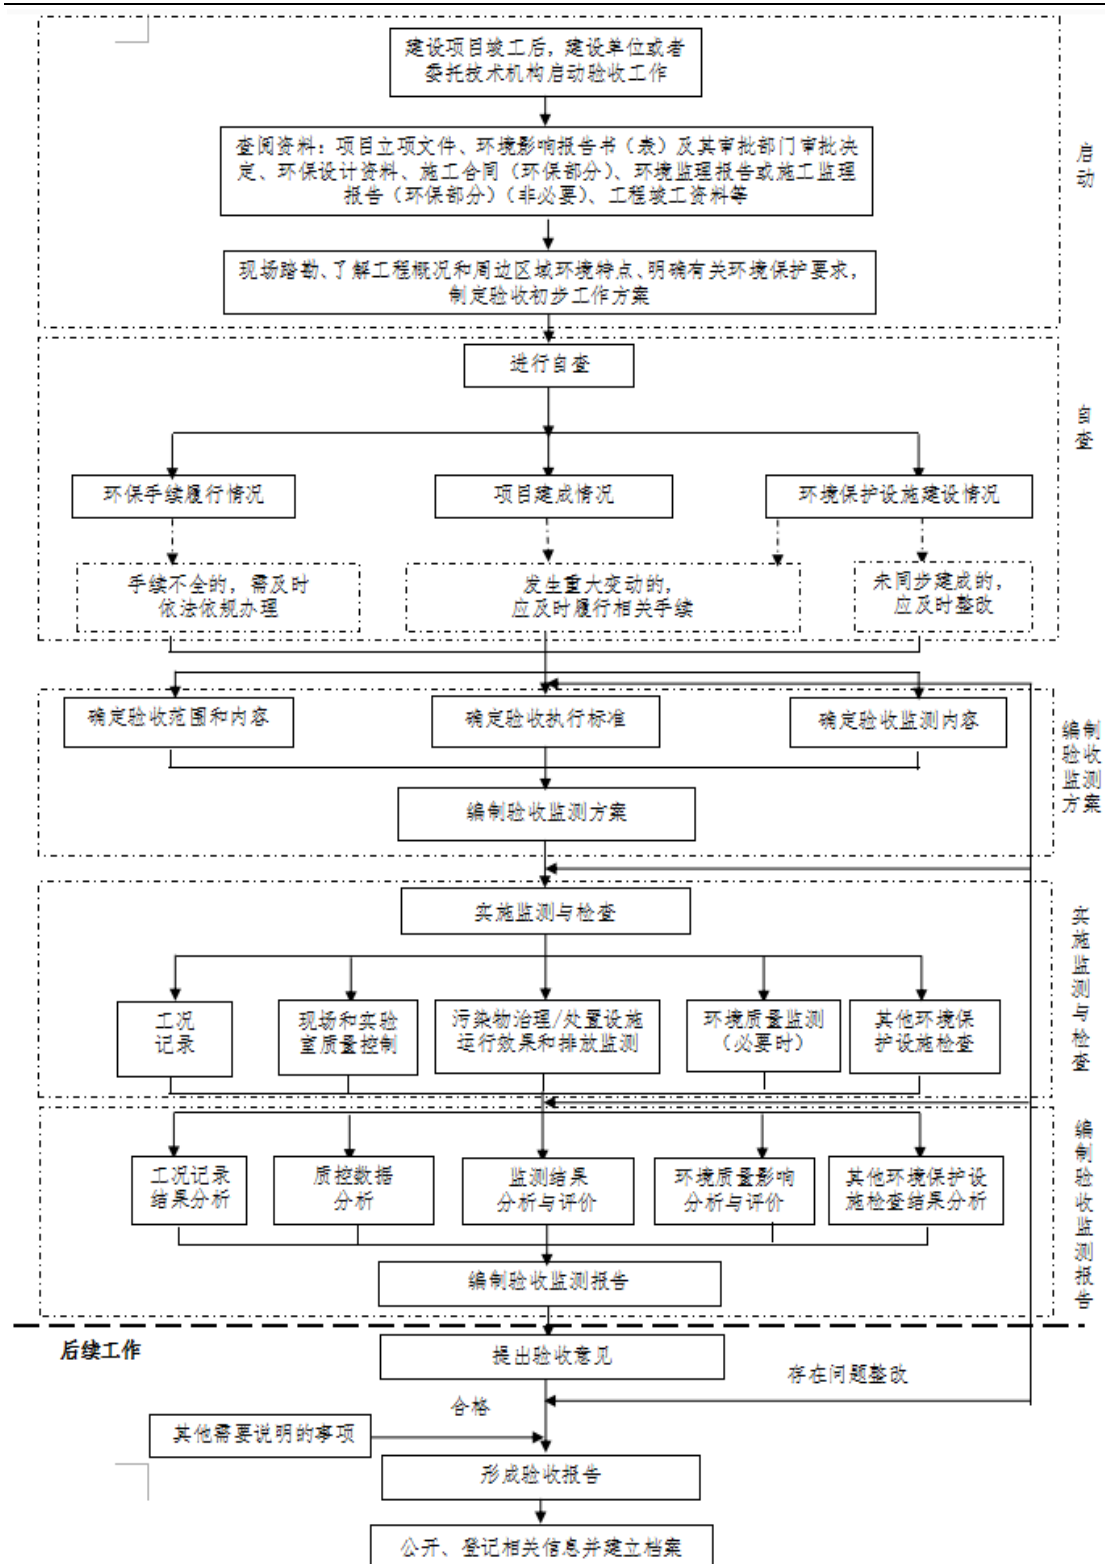 建设项目竣工后，建设单位或者
委托技术机构启动验收工作
查阅资料：项目立项文件、环境影响报告书（表）及其审批部门审批决
定、环保设计资料、施工合同（环保部分）、环境监理报告或施工监理
报告（环保部分）（非必要）、工程竣工资料等
现场踏勘、了解工程概况和周边区域环境特点、明确有关环境保护要求，
制定验收初步工作方案
启
动
进行自查
自
查
环保手续履行情况
项目建成情况
环境保护设施建设情况
手续不全的，需及时
依法依规办理
发生重大变动的，
应及时履行相关手续
未同步建成的，
应及时整改
确定验收范围和内容
确定验收执行标准
确定验收监测内容
编制验收监测方案
编制
验收
监测
方案
实施监测与检查
工况
记录
现场和实验
室质量控制
污染物治理/处置设施
运行效果和排放监测
环境质量监测
（必要时）
其他环境保
护设施检查
实
施
监
测
与
检
查
工况记录
结果分析
质控数据
分析
监测结果
分析与评价
环境质量影响
分析与评价
其他环境保护设
施检查结果分析
编制验收监测报告
编
制
验
收
监
测
报
告
后续工作
提出验收意见
存在问题整改
合格
其他需要说明的事项
形成验收报告
公开、登记相关信息并建立档案